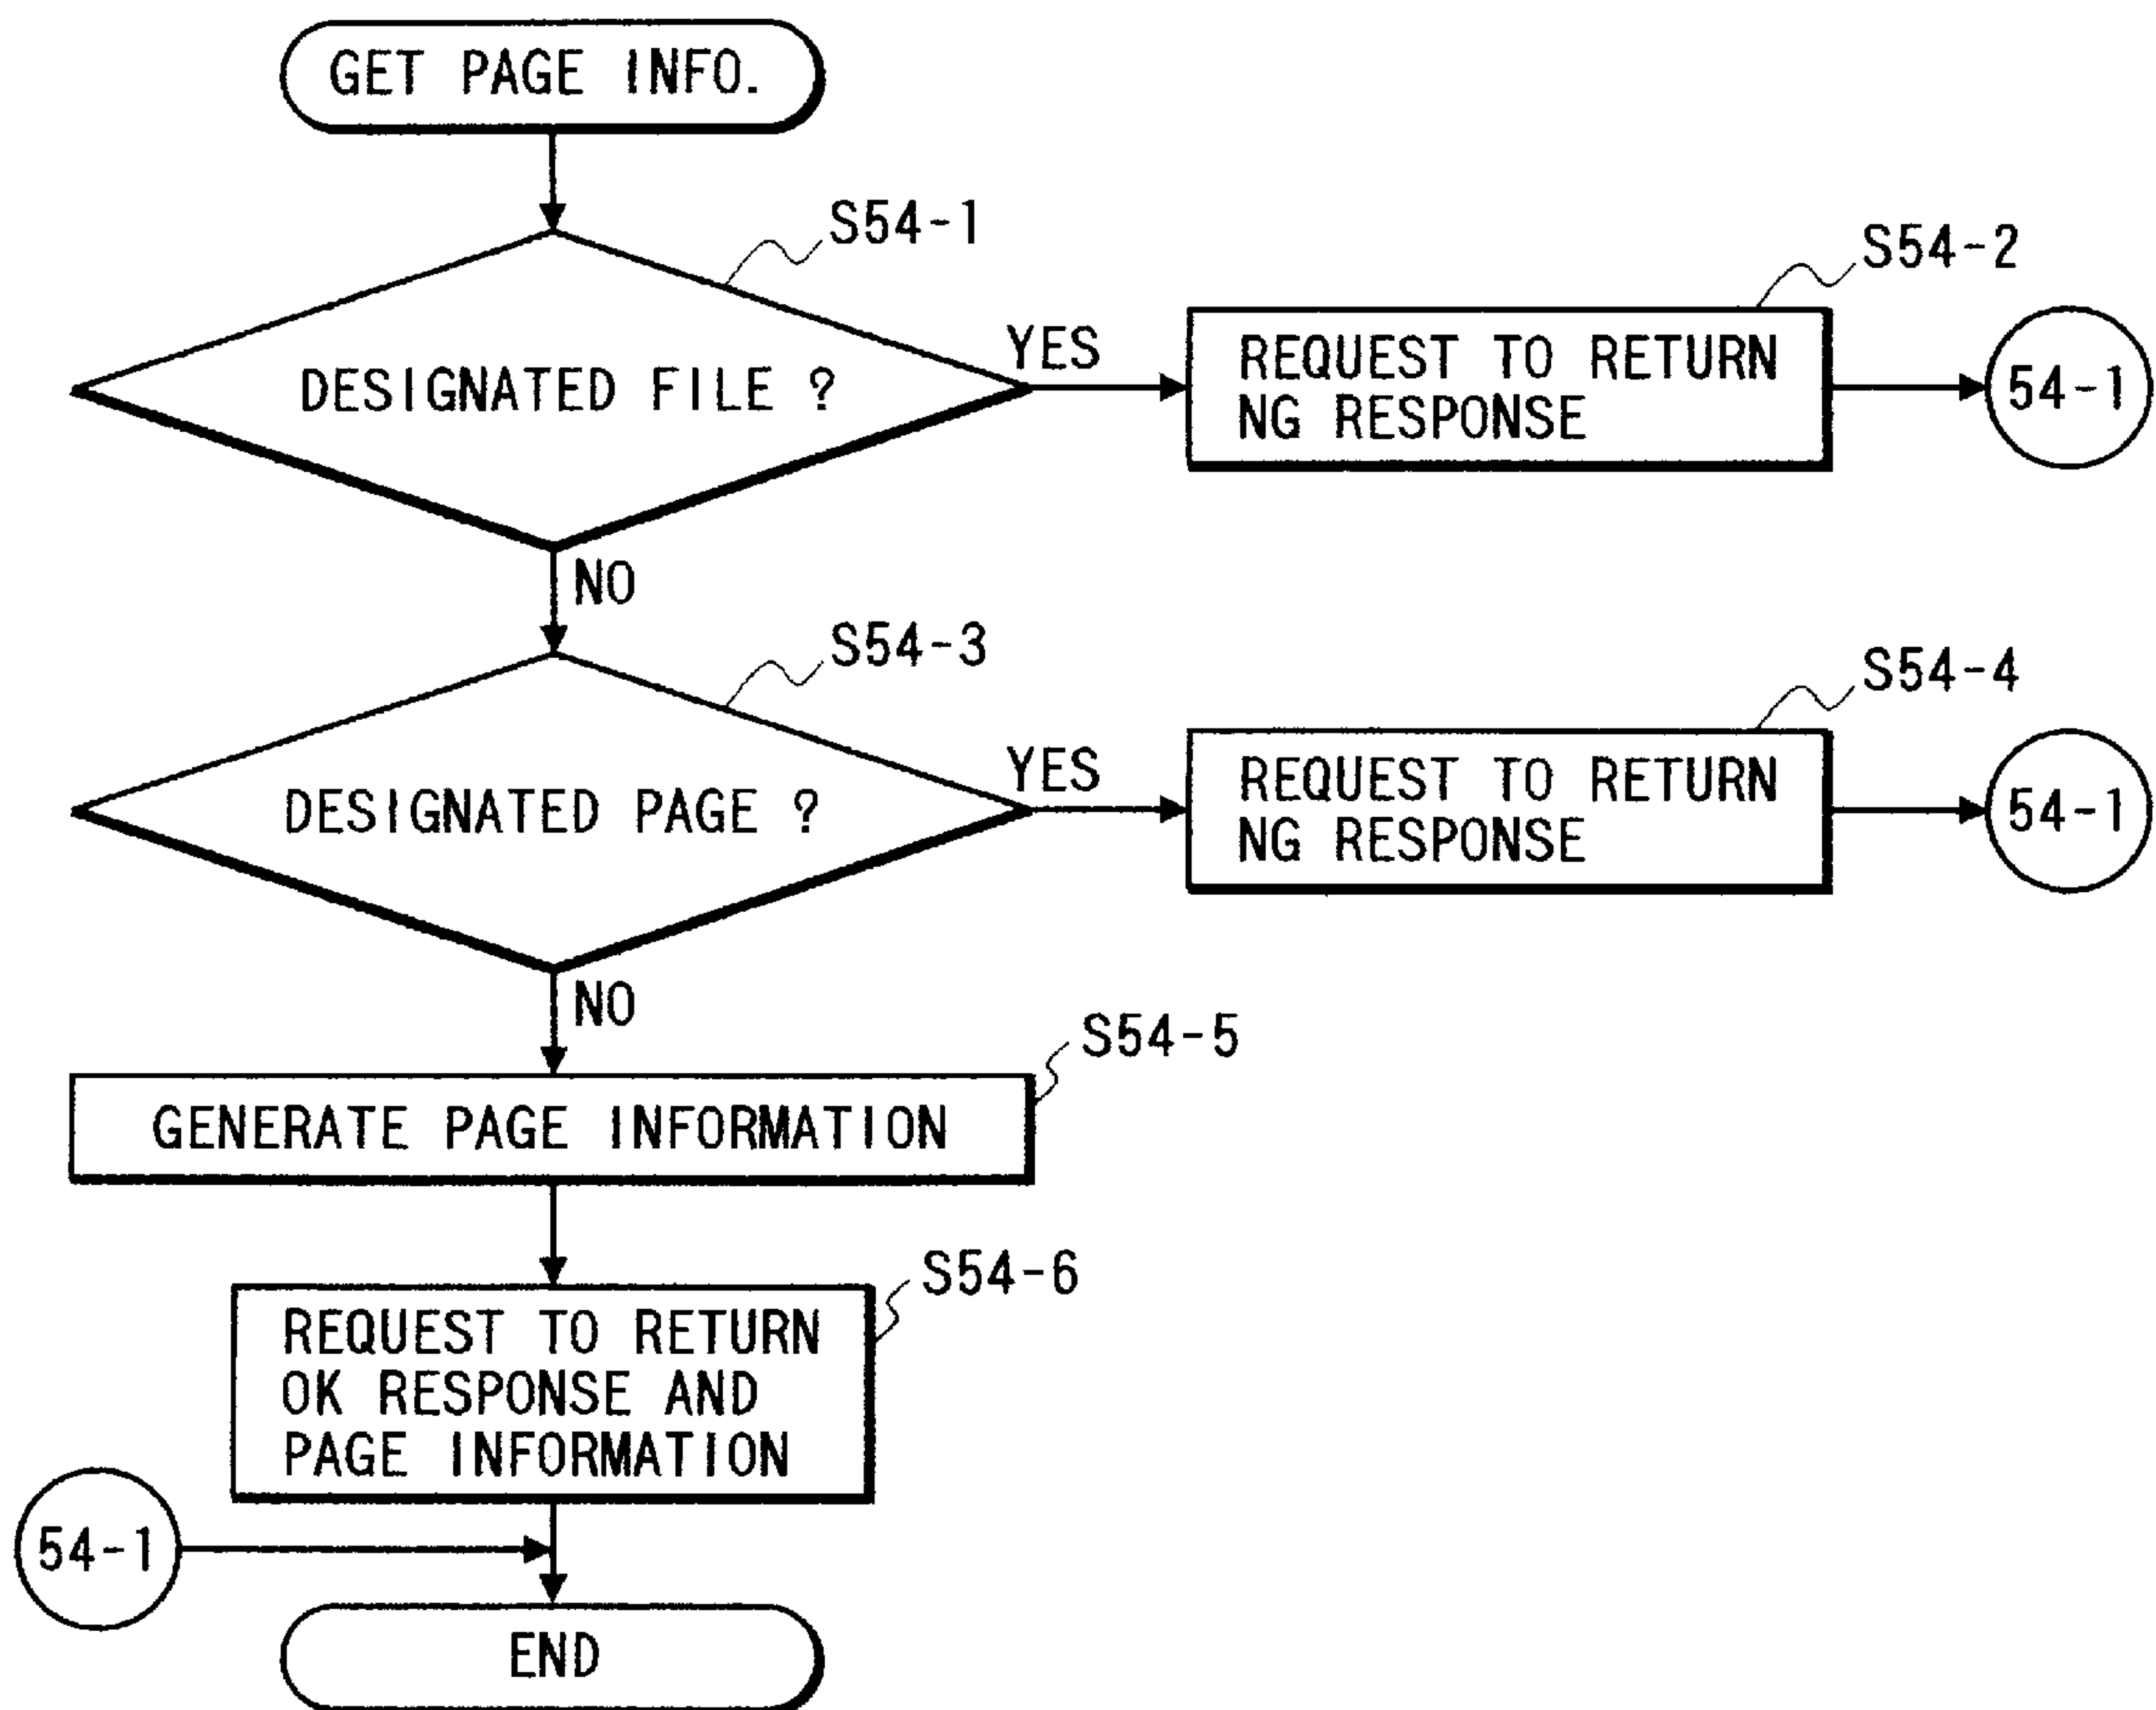 GET PAGE INFO.
S54-1
DESIGNATED FILE ?
YES
S54-2
REQUEST TO RETURN
NG RESPONSE
54-1
NO
S54-3
DESIGNATED PAGE ?
YES
S54-4
REQUEST TO RETURN
NG RESPONSE
54-1
NO
S54-5
GENERATE PAGE INFORMATION
S54-6
REQUEST TO RETURN
OK RESPONSE AND
PAGE INFORMATION
54-1
END